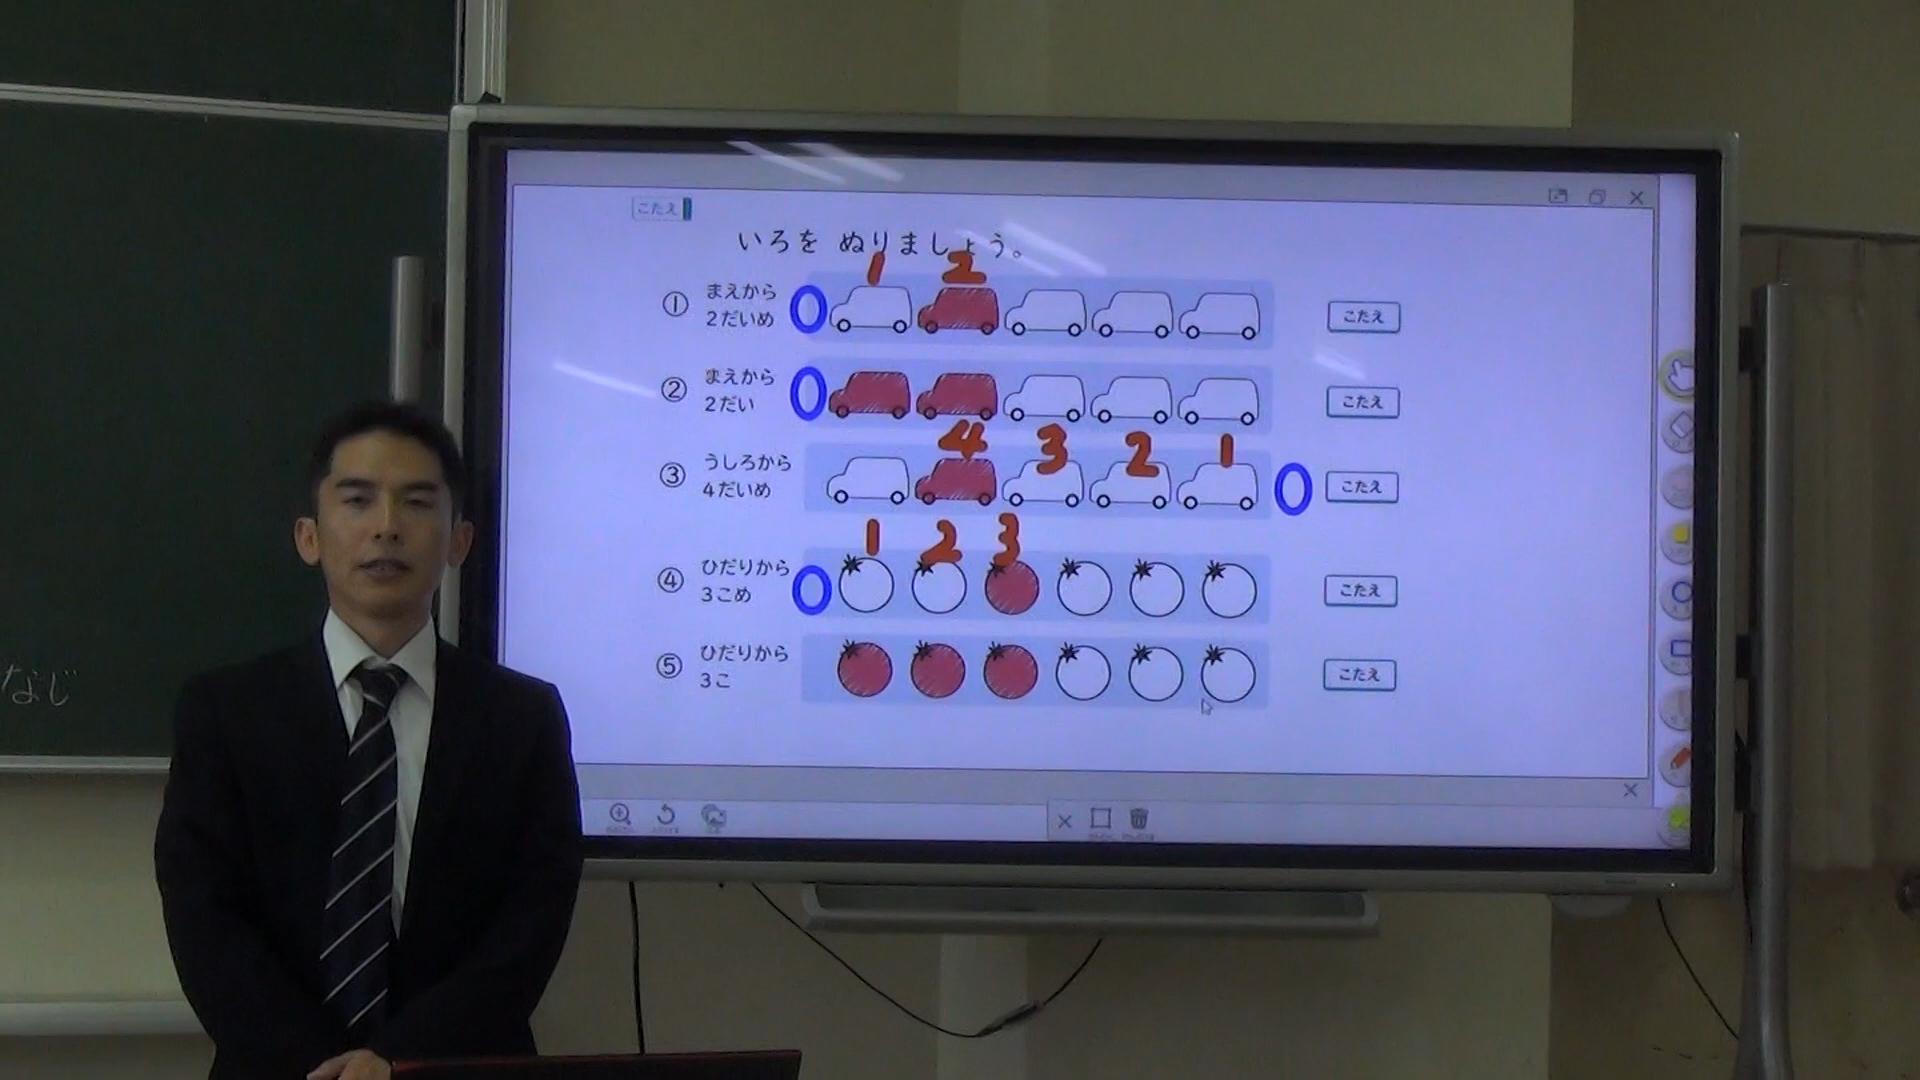 こたえ
いろを ぬりましょう。
1 2
① まえから
2だいめ
0
こたえ
② まえから
2だい
0
こたえ
4 3 2 1
③ うしろから
4だいめ
0
こたえ
1 2 3
④ ひだりから
3こめ
0
こたえ
⑤ ひだりから
3こ
こたえ
なじ